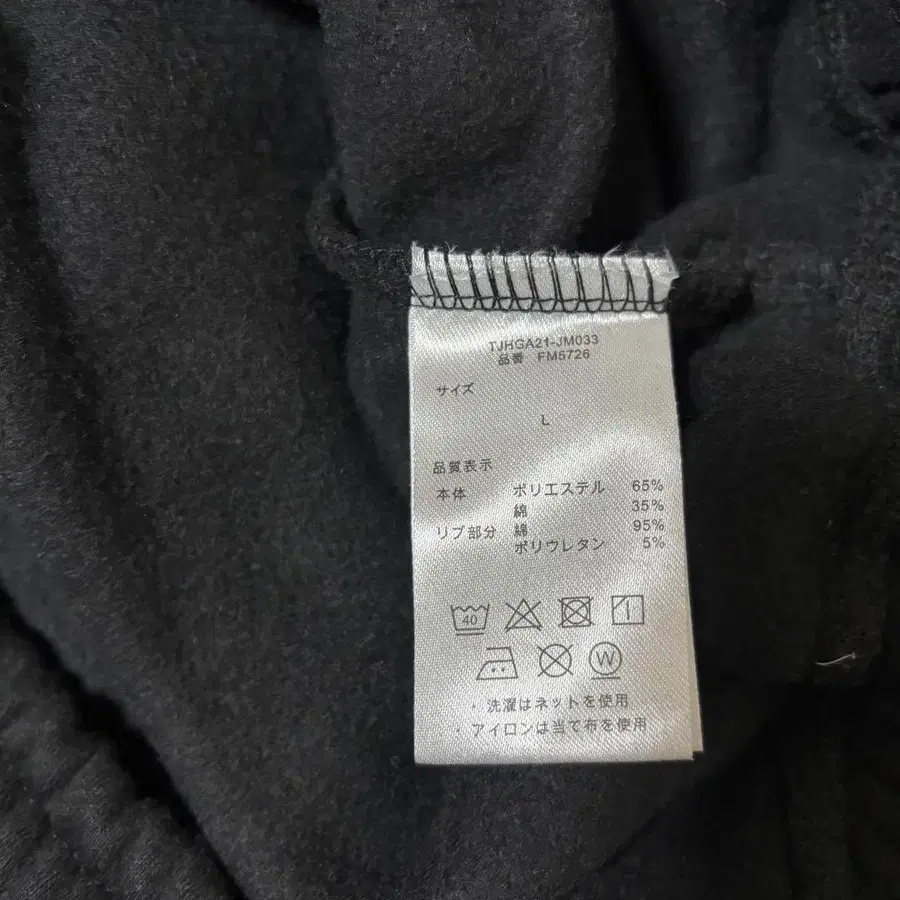 TJHGA21-JM033
品番 FM5726
サイズ
L
品質表示
本体 ポリエステル 65%
綿 35%
リブ部分 綿 95%
ポリウレタン 5%
40
W
・洗濯はネットを使用
・アイロンは当て布を使用